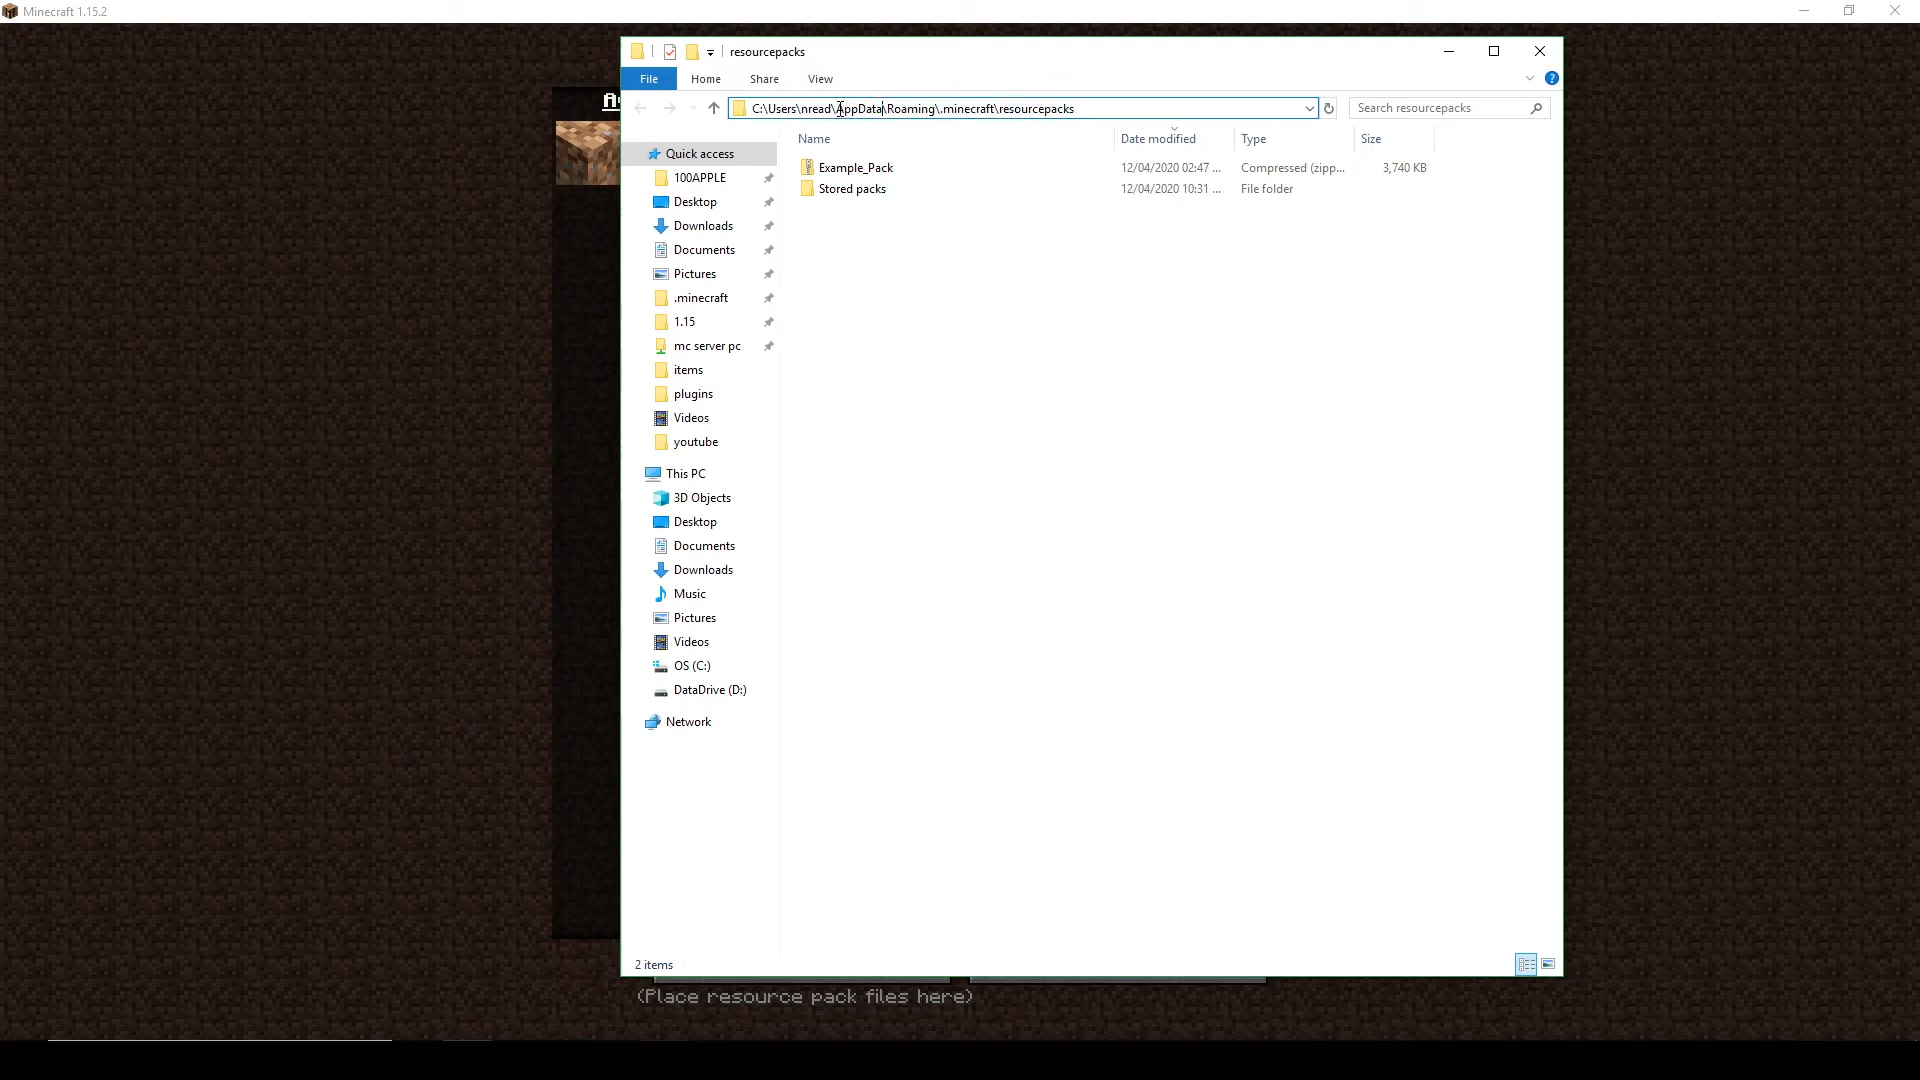 Minecraft 1.15.2
resourcepacks
File
Home
Share
View
C:\Users\nread\AppData\Roaming\.minecraft\resourcepacks
Search resourcepacks
Name
Date modified
Type
Size
Quick access
100APPLE
Desktop
Downloads
Documents
Pictures
.minecraft
1.15
mc server pc
items
plugins
Videos
youtube
This PC
3D Objects
Desktop
Documents
Downloads
Music
Pictures
Videos
OS (C:)
DataDrive (D:)
Network
Example_Pack 12/04/2020 02:47 ... Compressed (zipp... 3,740 KB
Stored packs 12/04/2020 10:31 ... File folder
2 items
(Place resource pack files here)